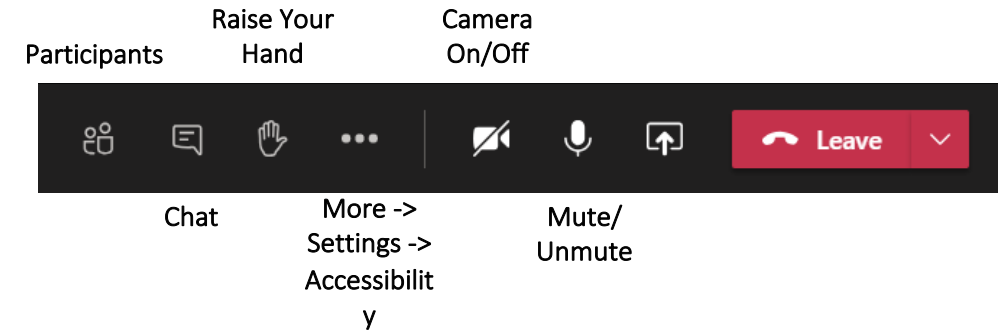 Participants
Raise Your
Hand
Camera
On/Off
Leave
Chat
More ->
Settings ->
Accessibilit
y
Mute/
Unmute